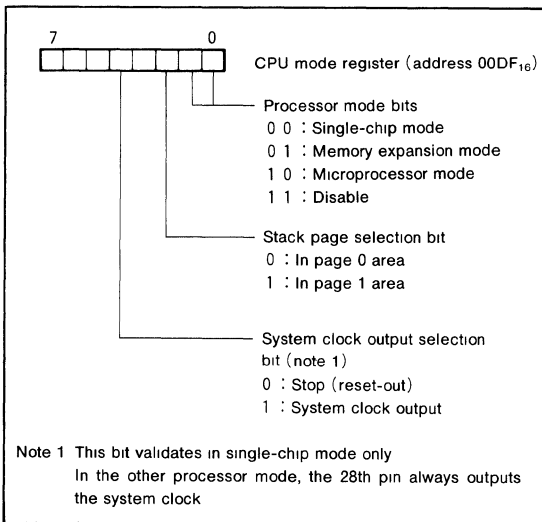 7 0
CPU mode register (address 00DF₁₆)
Processor mode bits
0 0 : Single-chip mode
0 1 : Memory expansion mode
1 0 : Microprocessor mode
1 1 : Disable
Stack page selection bit
0 : In page 0 area
1 : In page 1 area
System clock output selection
bit (note 1)
0 : Stop (reset-out)
1 : System clock output
Note 1 This bit validates in single-chip mode only
In the other processor mode, the 28th pin always outputs
the system clock